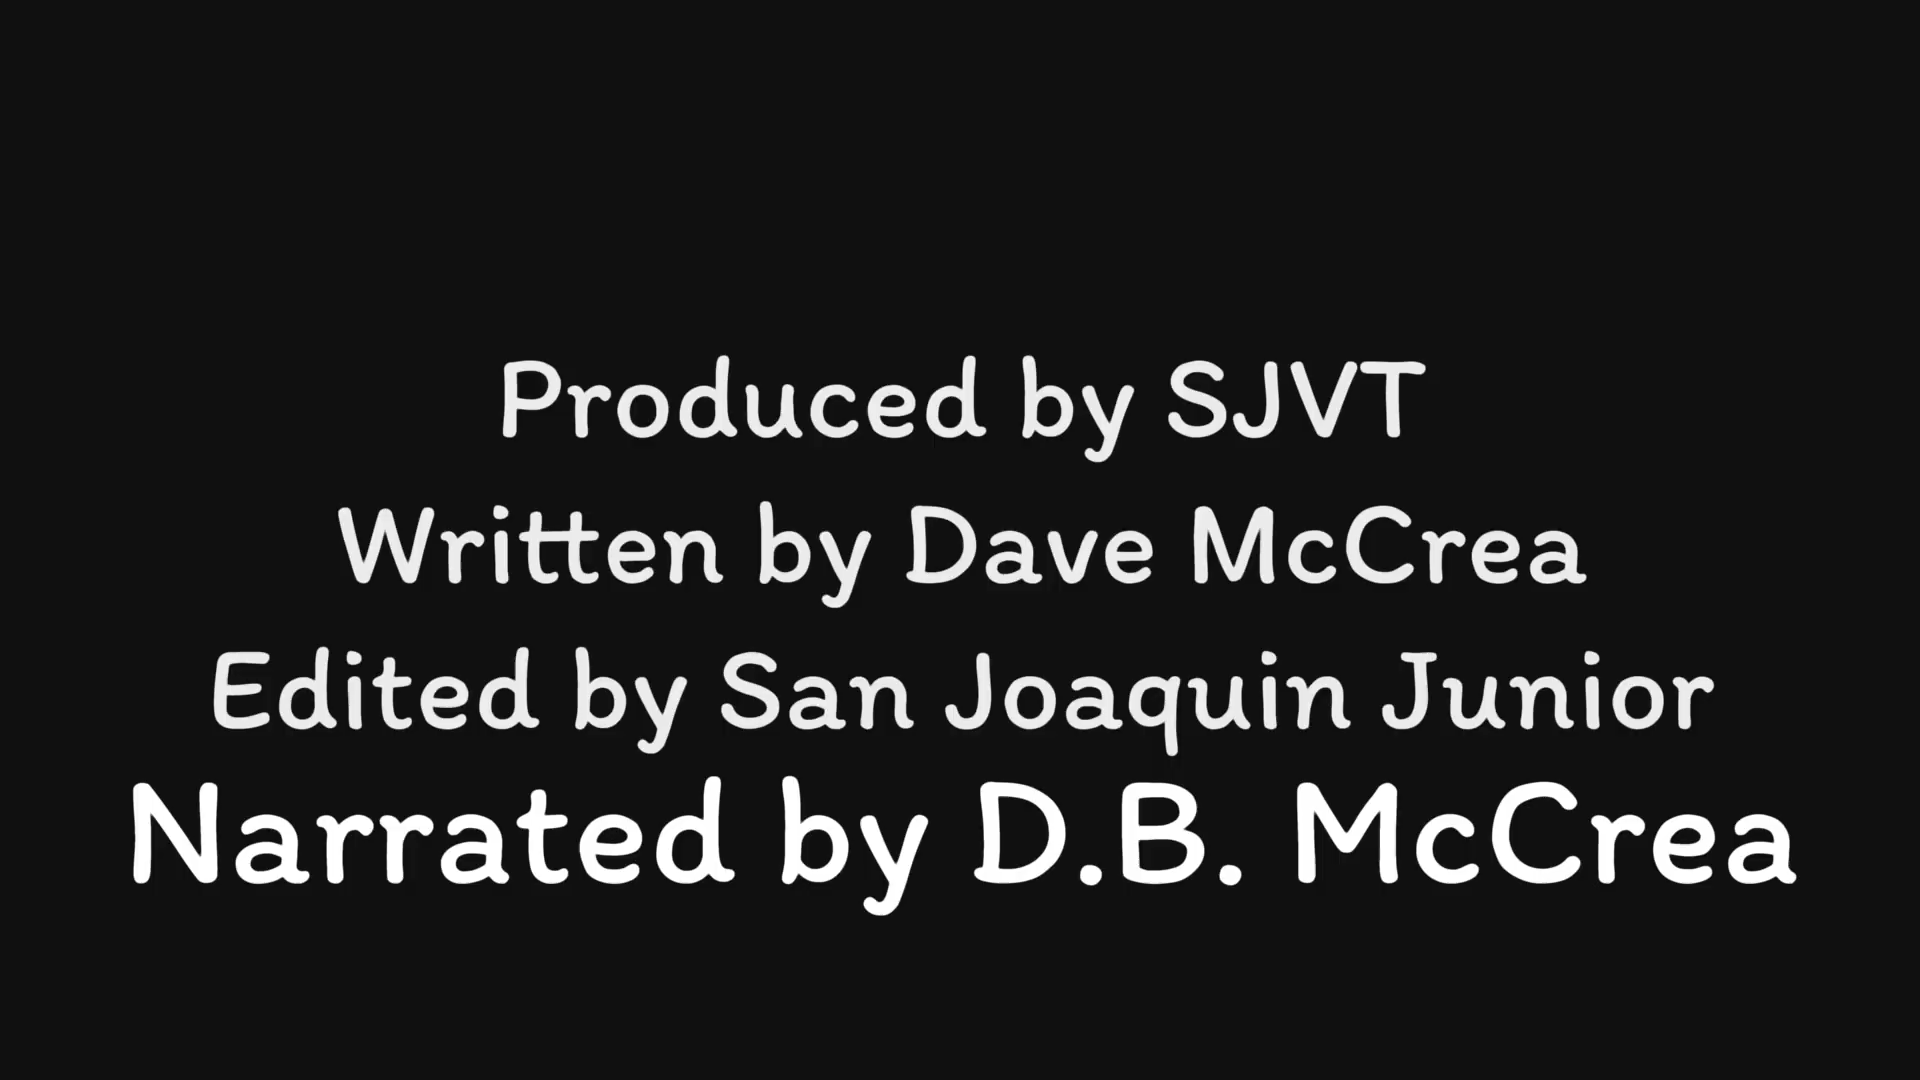 Produced by SJVT
Written by Dave McCrea
Edited by San Joaquin Junior
Narrated by D.B. McCrea